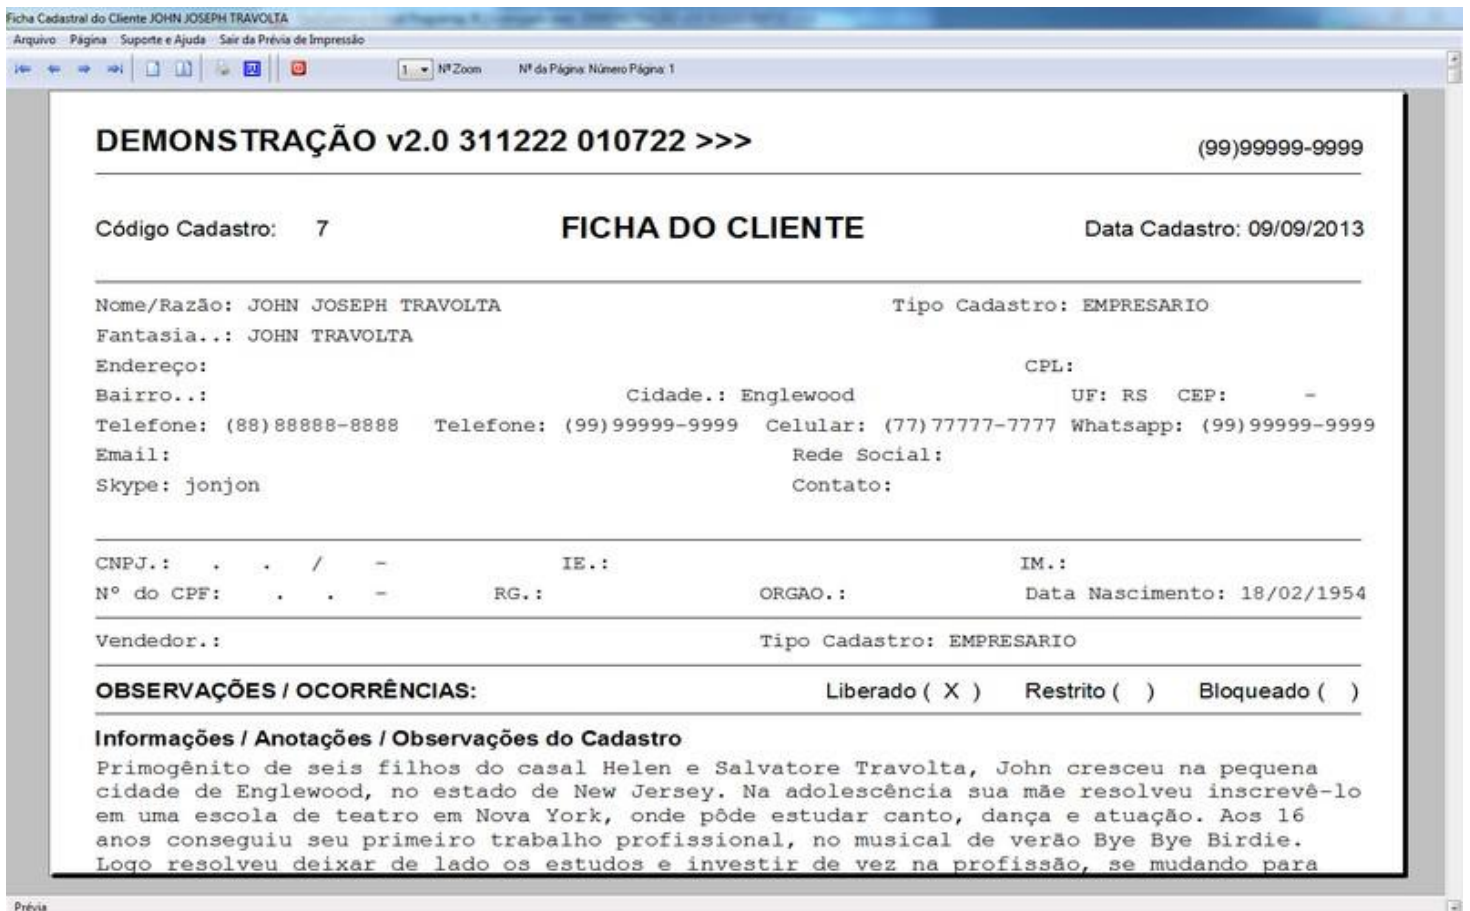 Ficha Cadastral do Cliente JOHN JOSEPH TRAVOLTA
Arquivo Página Suporte e Ajuda Sair da Prévia de Impressão
1 Nº Zoom Nº da Página: Número Página: 1
DEMONSTRAÇÃO v2.0 311222 010722 >>> (99)99999-9999
Código Cadastro: 7 FICHA DO CLIENTE Data Cadastro: 09/09/2013
Nome/Razão: JOHN JOSEPH TRAVOLTA Tipo Cadastro: EMPRESARIO
Fantasia..: JOHN TRAVOLTA
Endereço: CPL:
Bairro..: Cidade.: Englewood UF: RS CEP: -
Telefone: (88)88888-8888 Telefone: (99)99999-9999 Celular: (77)77777-7777 Whatsapp: (99)99999-9999
Email: Rede Social:
Skype: jonjon Contato:
CNPJ.: . . / - IE.: IM.:
Nº do CPF: . . - RG.: ORGAO.: Data Nascimento: 18/02/1954
Vendedor.: Tipo Cadastro: EMPRESARIO
OBSERVAÇÕES / OCORRÊNCIAS: Liberado ( X ) Restrito ( ) Bloqueado ( )
Informações / Anotações / Observações do Cadastro
Primogênito de seis filhos do casal Helen e Salvatore Travolta, John cresceu na pequena
cidade de Englewood, no estado de New Jersey. Na adolescência sua mãe resolveu inscrevê-lo
em uma escola de teatro em Nova York, onde pôde estudar canto, dança e atuação. Aos 16
anos conseguiu seu primeiro trabalho profissional, no musical de verão Bye Bye Birdie.
Logo resolveu deixar de lado os estudos e investir de vez na profissão, se mudando para
Prévia